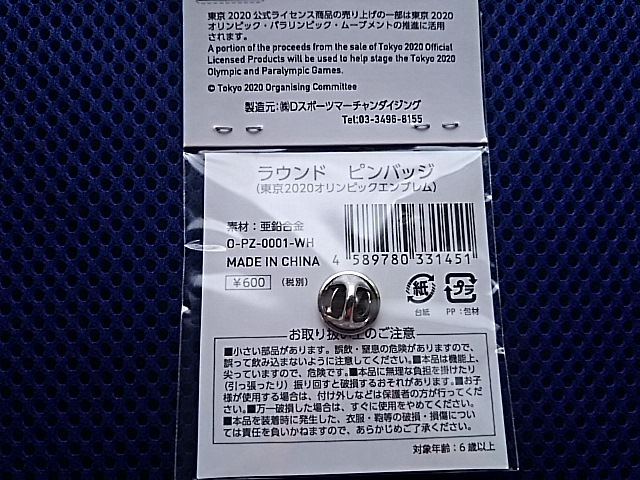 東京 2020 公式ライセンス商品の売り上げの一部は東京 2020
オリンピック・パラリンピック・ムーブメントの推進に活用
されます。
A portion of the proceeds from the sale of Tokyo 2020 Official
Licensed Products will be used to help stage the Tokyo 2020
Olympic and Paralympic Games.
© Tokyo 2020 Organising Committee
製造元:㈱Dスポーツマーチャンダイジング
Tel:03-3496-8155
ラウンド ピンバッジ
(東京2020オリンピックエンブレム)
素材:亜鉛合金
O-PZ-0001-WH
MADE IN CHINA
4 589780 331451
¥600 (税別)
紙 プラ
台紙 PP:包材
お取り扱い上のご注意
■小さい部品があります。誤飲・窒息の危険がありますので、
誤って飲み込まないように注意してください。■本品は機能上、
尖っていますので、危険です。■本品に無理な負担を掛けたり
(引っ張ったり)振り回すと破損するおそれがあります。■お子
様が使用する場合は、付け外しなどは保護者の方が行ってくだ
さい。■万一破損した場合は、すぐに使用をやめてください。
■本品を装着時に発生した、衣服・鞄等の破損・損傷につい
ては責任を負いかねますので、あらかじめご了承ください。
対象年齢:6歳以上